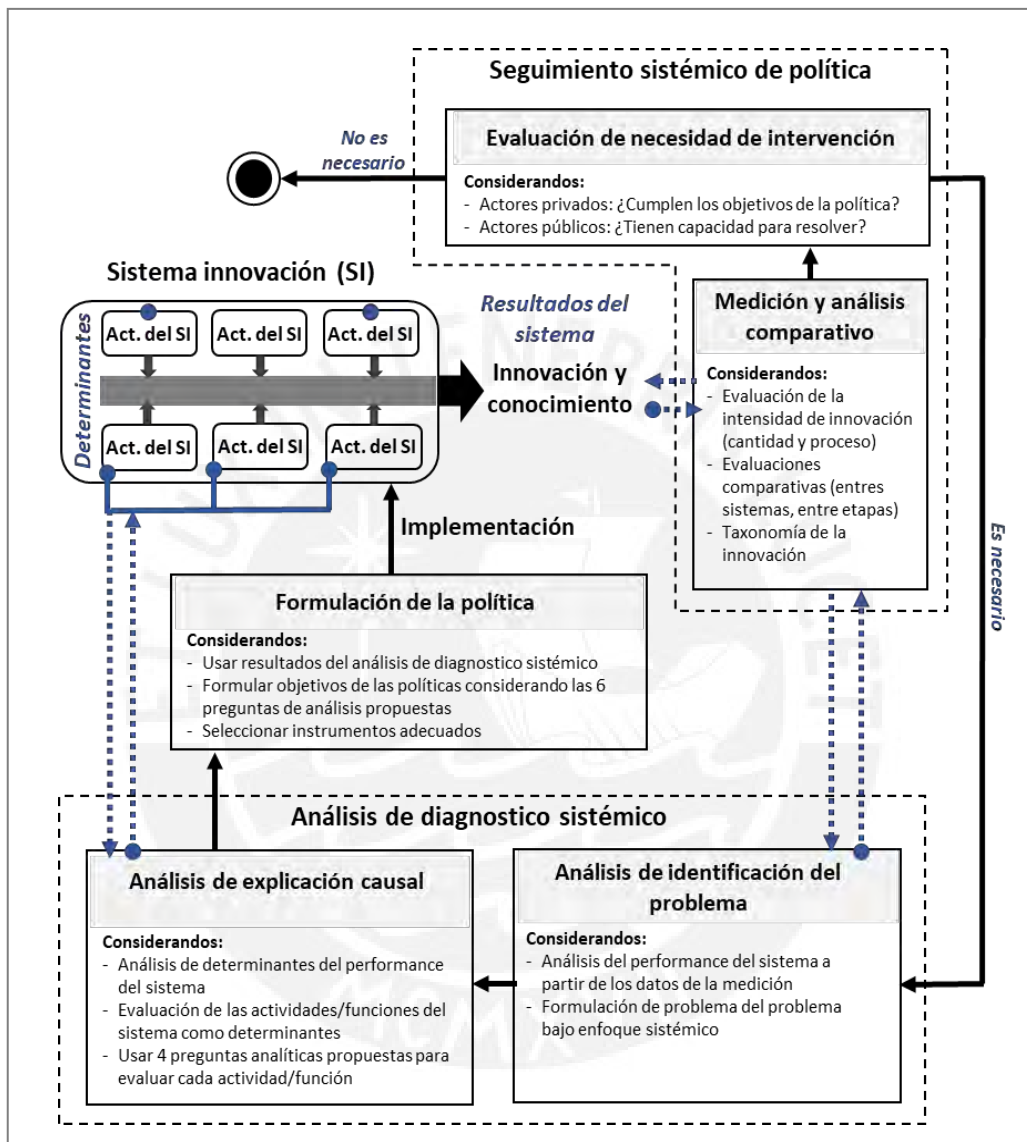 Seguimiento sistémico de política
Evaluación de necesidad de intervención
Considerandos:
- Actores privados: ¿Cumplen los objetivos de la política?
- Actores públicos: ¿Tienen capacidad para resolver?
No es
necesario
Sistema innovación (SI)
Determinantes
Act. del SI
Act. del SI
Act. del SI
Act. del SI
Act. del SI
Act. del SI
Resultados del
sistema
Innovación y
conocimiento
Medición y análisis
comparativo
Considerandos:
- Evaluación de la
intensidad de innovación
(cantidad y proceso)
- Evaluaciones
comparativas (entres
sistemas, entre etapas)
- Taxonomía de la
innovación
Es necesario
Implementación
Formulación de la política
Considerandos:
- Usar resultados del análisis de diagnostico sistémico
- Formular objetivos de las políticas considerando las 6
preguntas de análisis propuestas
- Seleccionar instrumentos adecuados
Análisis de diagnostico sistémico
Análisis de explicación causal
Considerandos:
- Análisis de determinantes del performance
del sistema
- Evaluación de las actividades/funciones del
sistema como determinantes
- Usar 4 preguntas analíticas propuestas para
evaluar cada actividad/función
Análisis de identificación del
problema
Considerandos:
- Análisis del performance del sistema a
partir de los datos de la medición
- Formulación de problema del problema
bajo enfoque sistémico